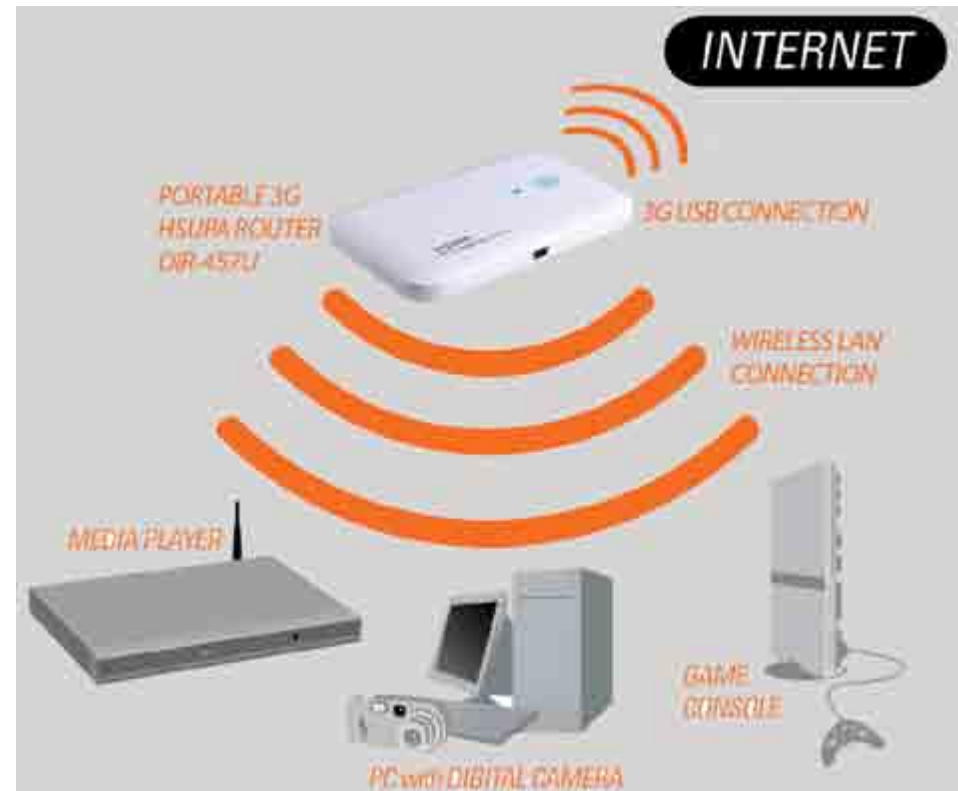 INTERNET
PORTABLE 3G
HSUPA ROUTER
DIR-457U
3G USB CONNECTION
WIRELESS LAN
CONNECTION
MEDIA PLAYER
GAME
CONSOLE
PC with DIGITAL CAMERA